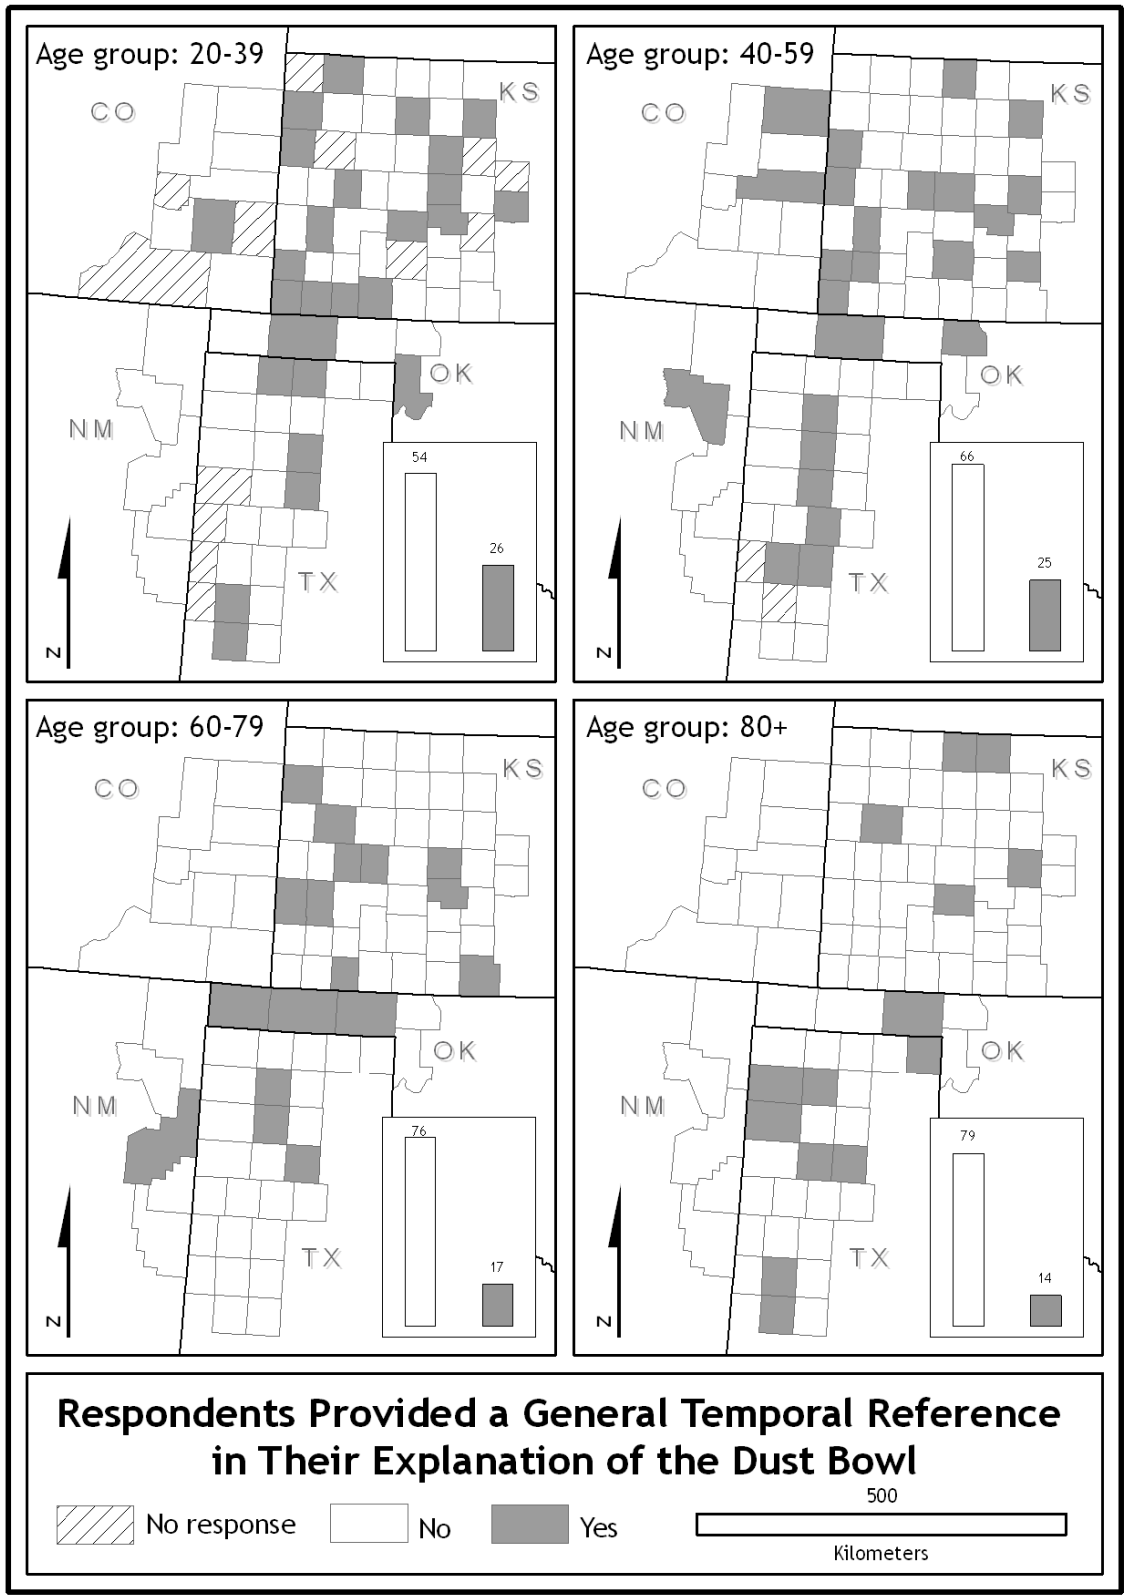 Age group: 20-39
CO
KS
NM
OK
TX
54
26
N
Age group: 40-59
CO
KS
NM
OK
TX
66
25
N
Age group: 60-79
CO
KS
NM
OK
TX
76
17
N
Age group: 80+
CO
KS
NM
OK
TX
79
14
N
Respondents Provided a General Temporal Reference
in Their Explanation of the Dust Bowl
No response
No
Yes
500
Kilometers